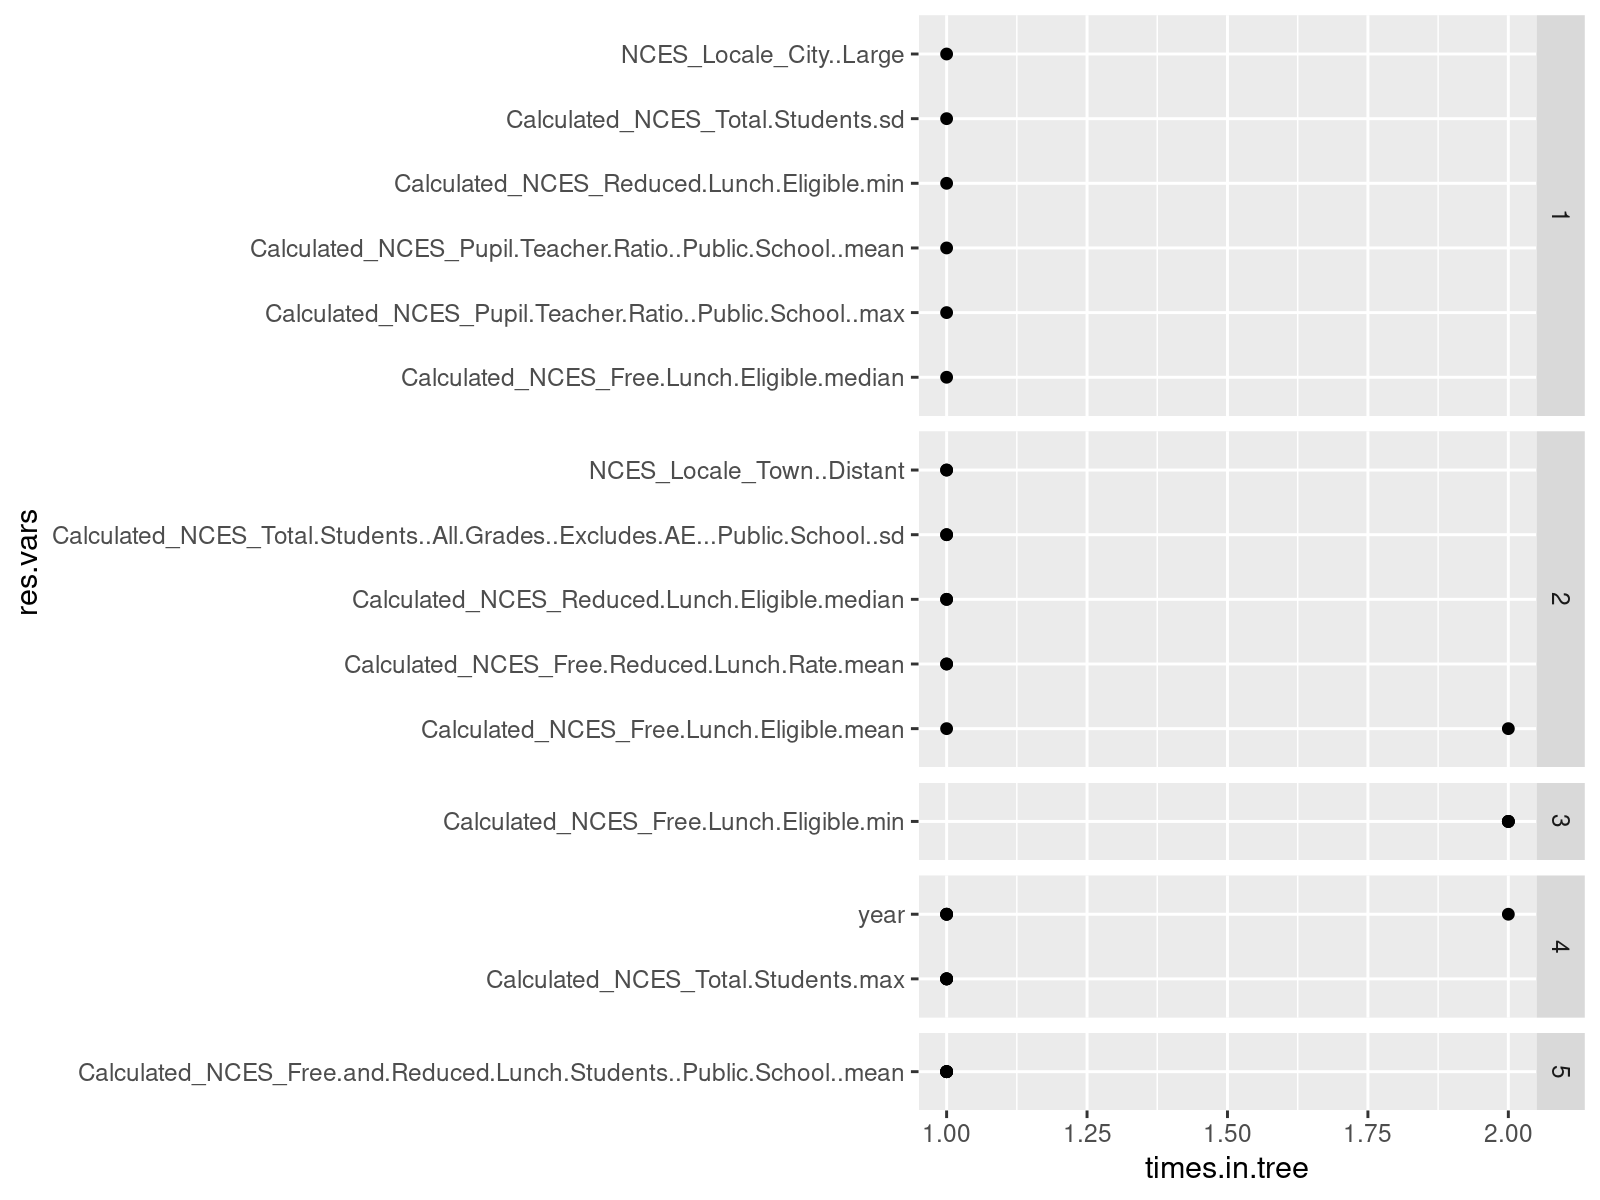 NCES_Locale_City..Large
Calculated_NCES_Total.Students.sd
Calculated_NCES_Reduced.Lunch.Eligible.min
Calculated_NCES_Pupil.Teacher.Ratio..Public.School..mean
Calculated_NCES_Pupil.Teacher.Ratio..Public.School..max
Calculated_NCES_Free.Lunch.Eligible.median
1
NCES_Locale_Town..Distant
Calculated_NCES_Total.Students..All.Grades..Excludes.AE...Public.School..sd
Calculated_NCES_Reduced.Lunch.Eligible.median
Calculated_NCES_Free.Reduced.Lunch.Rate.mean
Calculated_NCES_Free.Lunch.Eligible.mean
2
Calculated_NCES_Free.Lunch.Eligible.min
3
year
Calculated_NCES_Total.Students.max
4
Calculated_NCES_Free.and.Reduced.Lunch.Students..Public.School..mean
5
res.vars
1.00 1.25 1.50 1.75 2.00
times.in.tree